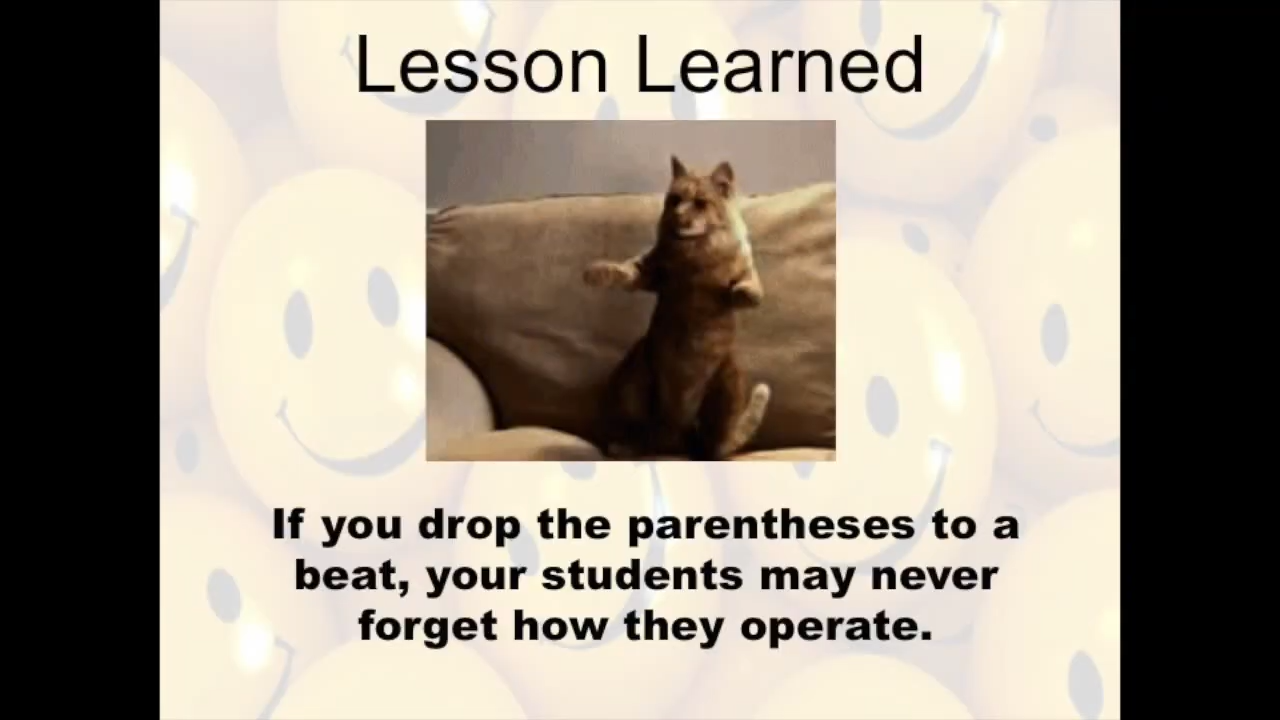 Lesson Learned
If you drop the parentheses to a
beat, your students may never
forget how they operate.